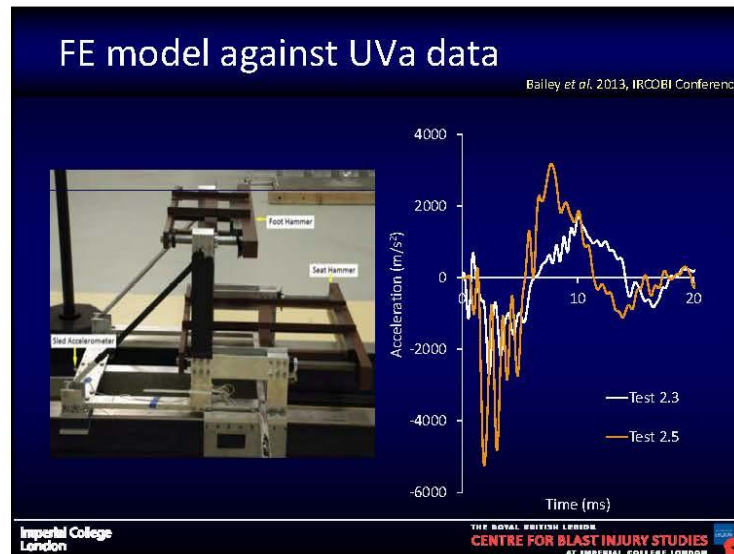 FE model against UVa data
Bailey et al. 2013, IRCOBI Conferenc
Foot Hammer
Seat Hammer
Sled Accelerometer
4000
2000
0
-2000
-4000
-6000
0
10
20
Acceleration (m/s²)
Time (ms)
Test 2.3
Test 2.5
Imperial College
London
THE ROYAL BRITISH LEGION
CENTRE FOR BLAST INJURY STUDIES
AT IMPERIAL COLLEGE LONDON